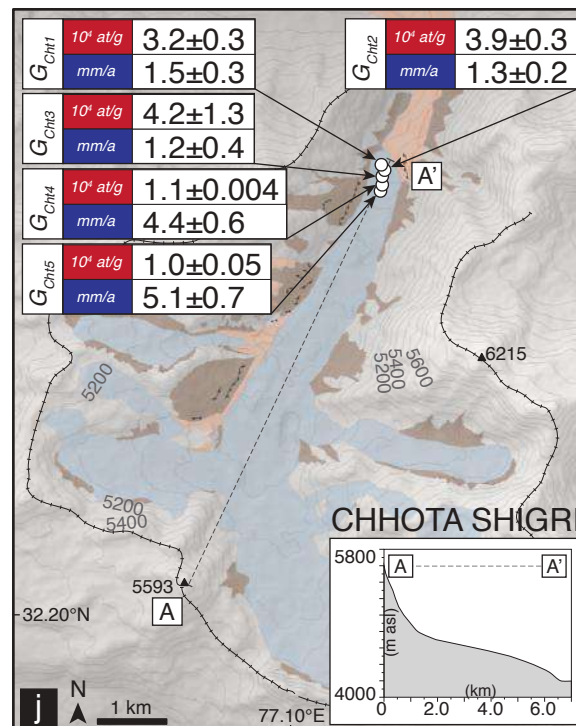 G_Cht1 10⁴ at/g 3.2±0.3
mm/a 1.5±0.3
G_Cht2 10⁴ at/g 3.9±0.3
mm/a 1.3±0.2
G_Cht3 10⁴ at/g 4.2±1.3
mm/a 1.2±0.4
G_Cht4 10⁴ at/g 1.1±0.004
mm/a 4.4±0.6
G_Cht5 10⁴ at/g 1.0±0.05
mm/a 5.1±0.7
A'
6215
5600
5400
5200
5200
5200
5400
5593
A
32.20°N
77.10°E
j
N
1 km
CHHOTA SHIGRI
5800
4000
(m asl)
A A'
(km)
0 2.0 4.0 6.0